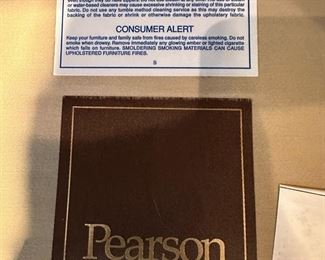 or water-based cleaners may cause excessive shrinking or staining of this particular
fabric. Do not use any tumble method cleaning service as this may destroy the
backing of the fabric or shrink or otherwise damage the upholstery fabric.
CONSUMER ALERT
Keep your furniture and family safe from fires caused by careless smoking. Do not
smoke when drowsy. Remove immediately any glowing ember or lighted cigarette
which falls on furniture. SMOLDERING SMOKING MATERIALS CAN CAUSE
UPHOLSTERED FURNITURE FIRES.
S
Pearson